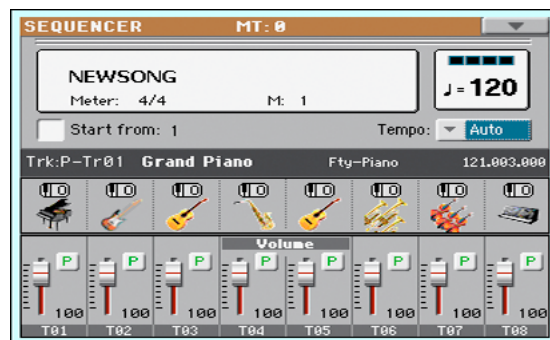 SEQUENCER MT: 0
NEWSONG
Meter: 4/4 M: 1
♩=120
Start from: 1 Tempo: Auto
Trk:P-Tr01 Grand Piano Fty-Piano 121.003.000
Volume
P P P P P P P P
100 100 100 100 100 100 100 100
T01 T02 T03 T04 T05 T06 T07 T08